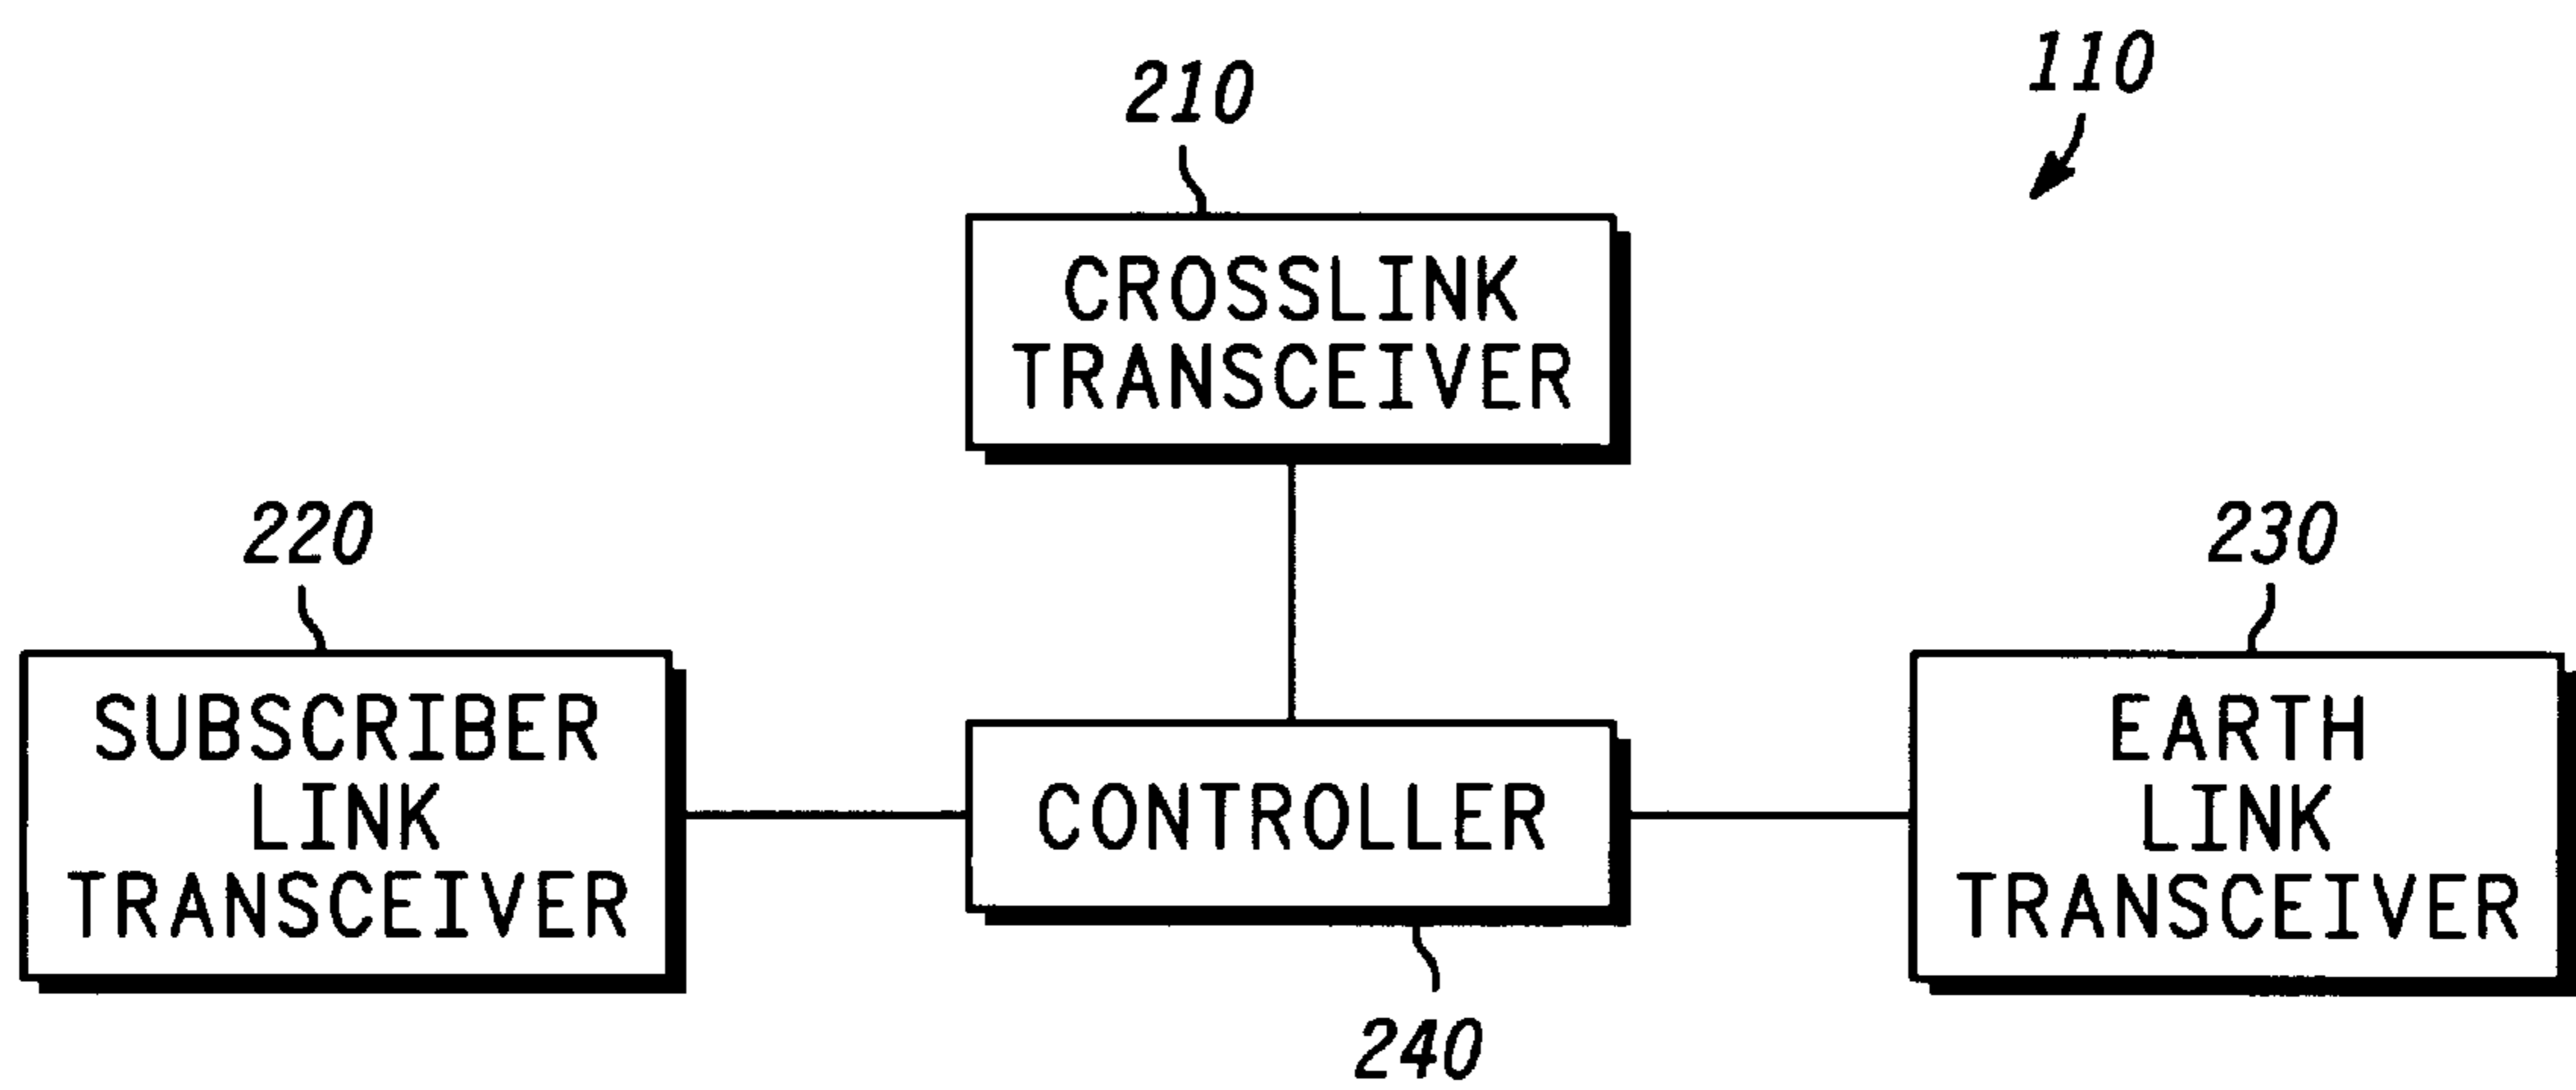 110
210
CROSSLINK
TRANSCEIVER
220
SUBSCRIBER
LINK
TRANSCEIVER
CONTROLLER
240
230
EARTH
LINK
TRANSCEIVER